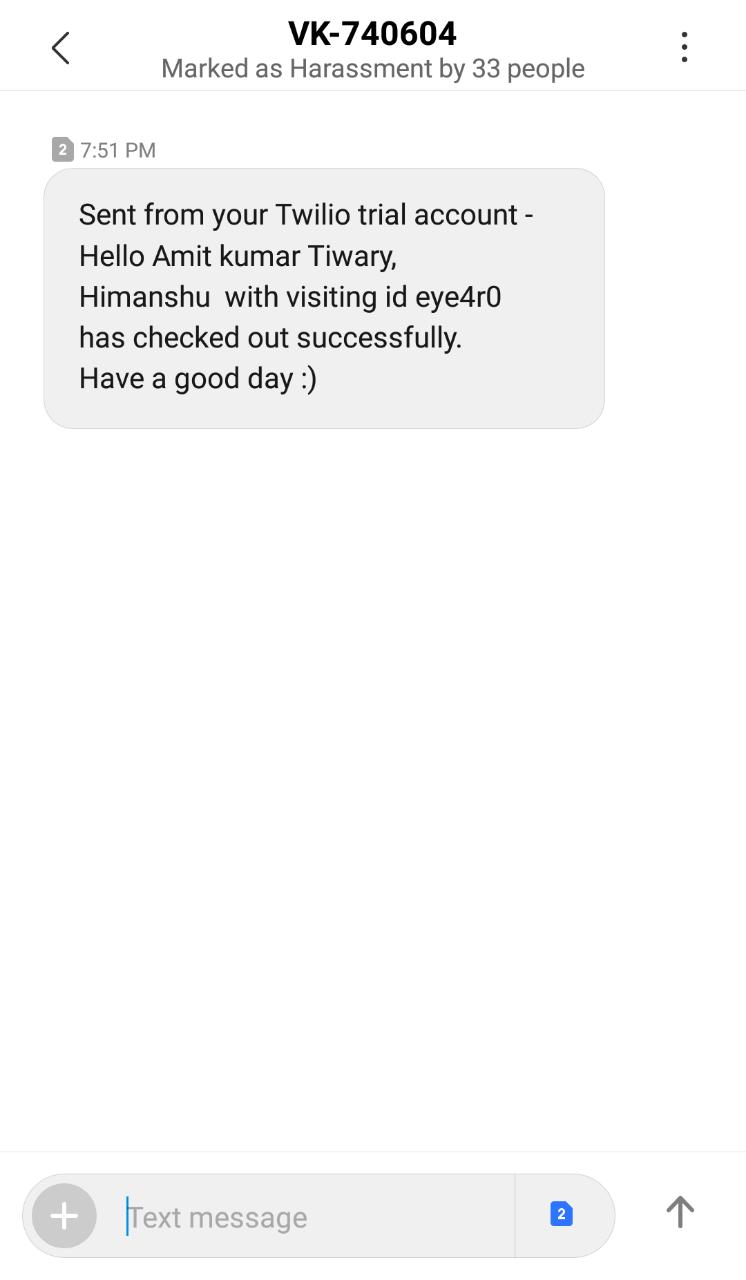 VK-740604
Marked as Harassment by 33 people
2 7:51 PM
Sent from your Twilio trial account -
Hello Amit kumar Tiwary,
Himanshu  with visiting id eye4r0
has checked out successfully.
Have a good day :)
Text message
2